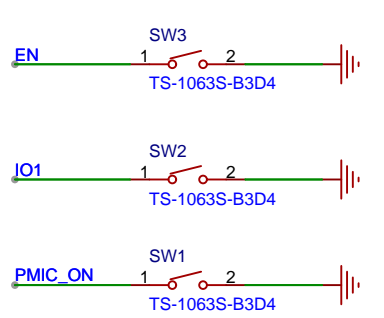 SW3
EN 1 2
TS-1063S-B3D4
SW2
IO1 1 2
TS-1063S-B3D4
SW1
PMIC_ON 1 2
TS-1063S-B3D4